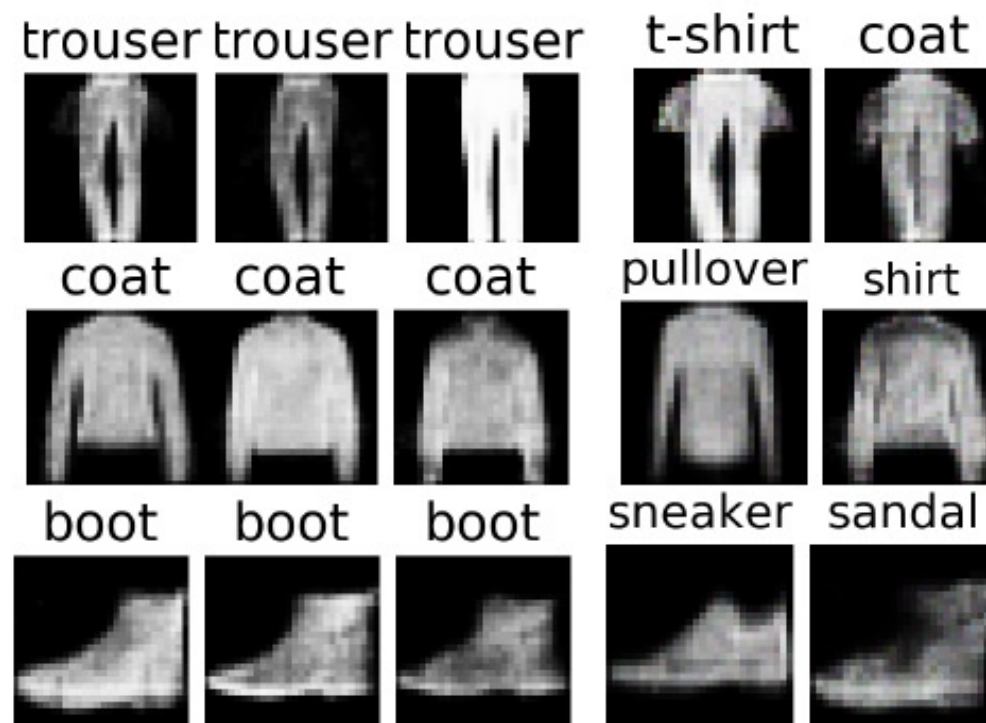 trouser trouser trouser t-shirt coat
coat coat coat pullover shirt
boot boot boot sneaker sandal